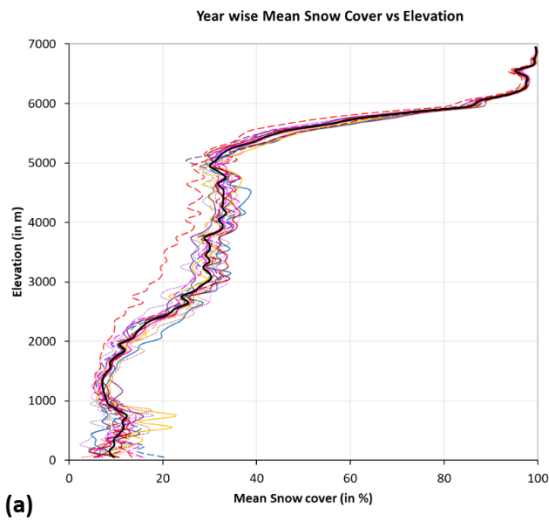 Year wise Mean Snow Cover vs Elevation
7000
6000
5000
4000
3000
2000
1000
0
Elevation (in m)
0 20 40 60 80 100
Mean Snow cover (in %)
(a)